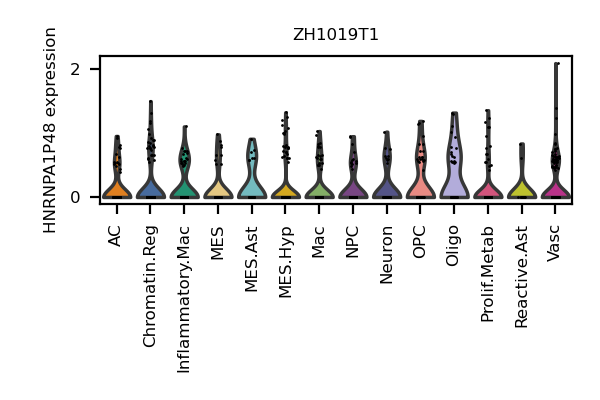 ZH1019T1
HNRNPA1P48 expression
2
0
AC
Chromatin.Reg
Inflammatory.Mac
MES
MES.Ast
MES.Hyp
Mac
NPC
Neuron
OPC
Oligo
Prolif.Metab
Reactive.Ast
Vasc